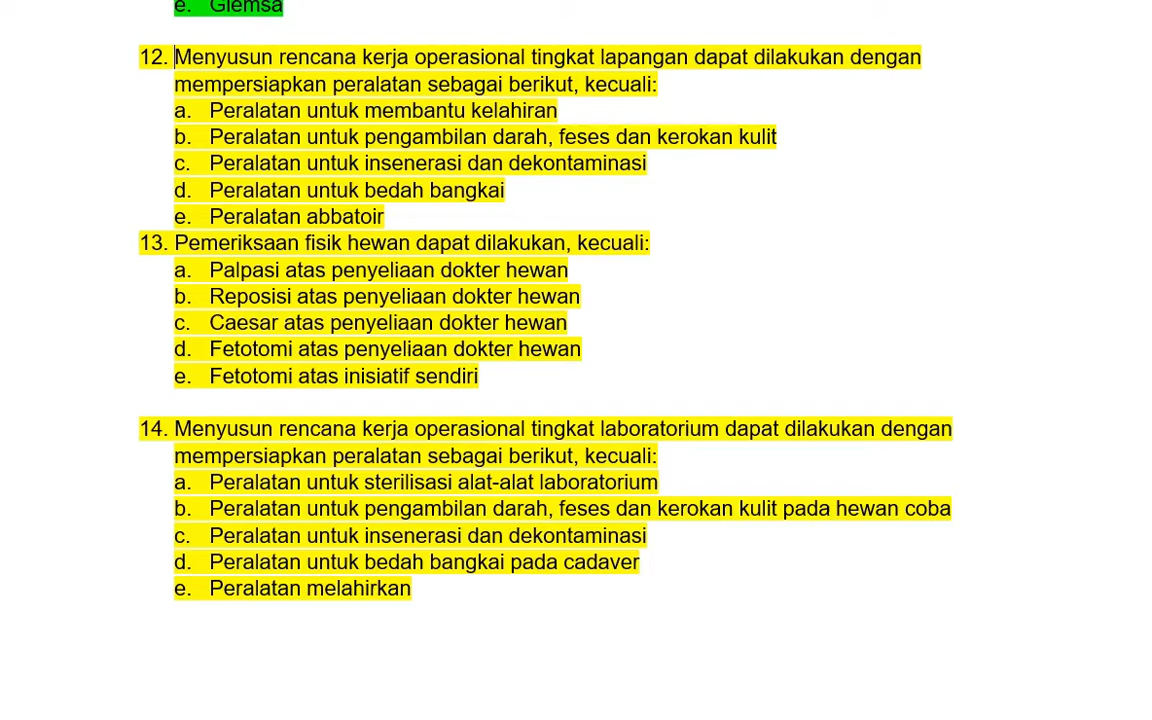 e. Giemsa
12. Menyusun rencana kerja operasional tingkat lapangan dapat dilakukan dengan
mempersiapkan peralatan sebagai berikut, kecuali:
a. Peralatan untuk membantu kelahiran
b. Peralatan untuk pengambilan darah, feses dan kerokan kulit
c. Peralatan untuk insenerasi dan dekontaminasi
d. Peralatan untuk bedah bangkai
e. Peralatan abbatoir
13. Pemeriksaan fisik hewan dapat dilakukan, kecuali:
a. Palpasi atas penyeliaan dokter hewan
b. Reposisi atas penyeliaan dokter hewan
c. Caesar atas penyeliaan dokter hewan
d. Fetotomi atas penyeliaan dokter hewan
e. Fetotomi atas inisiatif sendiri
14. Menyusun rencana kerja operasional tingkat laboratorium dapat dilakukan dengan
mempersiapkan peralatan sebagai berikut, kecuali:
a. Peralatan untuk sterilisasi alat-alat laboratorium
b. Peralatan untuk pengambilan darah, feses dan kerokan kulit pada hewan coba
c. Peralatan untuk insenerasi dan dekontaminasi
d. Peralatan untuk bedah bangkai pada cadaver
e. Peralatan melahirkan